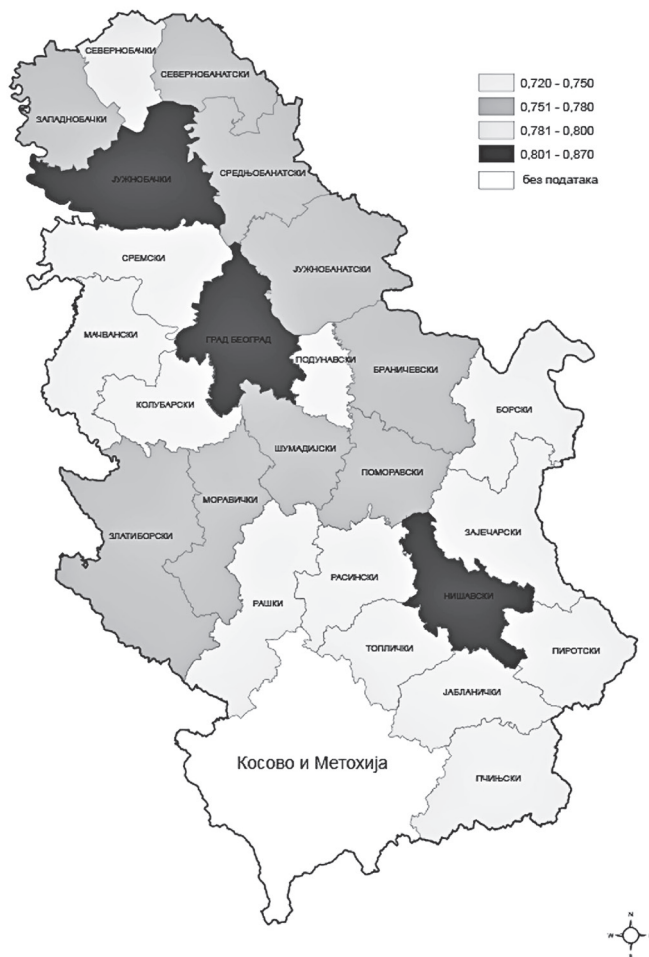 СЕВЕРНОБАЧКИ
СЕВЕРНОБАНАТСКИ
0,720 - 0,750
0,751 - 0,780
0,781 - 0,800
0,801 - 0,870
без података
ЗАПАДНОБАЧКИ
ЈУЖНОБАЧКИ
СРЕДЊОБАНАТСКИ
СРЕМСКИ
ЈУЖНОБАНАТСКИ
МАЧВАНСКИ
ГРАД БЕОГРАД
ПОДУНАВСКИ
БРАНИЧЕВСКИ
КОЛУБАРСКИ
БОРСКИ
ШУМАДИЈСКИ
ПОМОРАВСКИ
МОРАВИЧКИ
ЗЛАТИБОРСКИ
ЗАЈЕЧАРСКИ
РАСИНСКИ
НИШАВСКИ
РАШКИ
ТОПЛИЧКИ
ПИРОТСКИ
ЈАБЛАНИЧКИ
Косово и Метохија
ПЧИЊСКИ
N
W